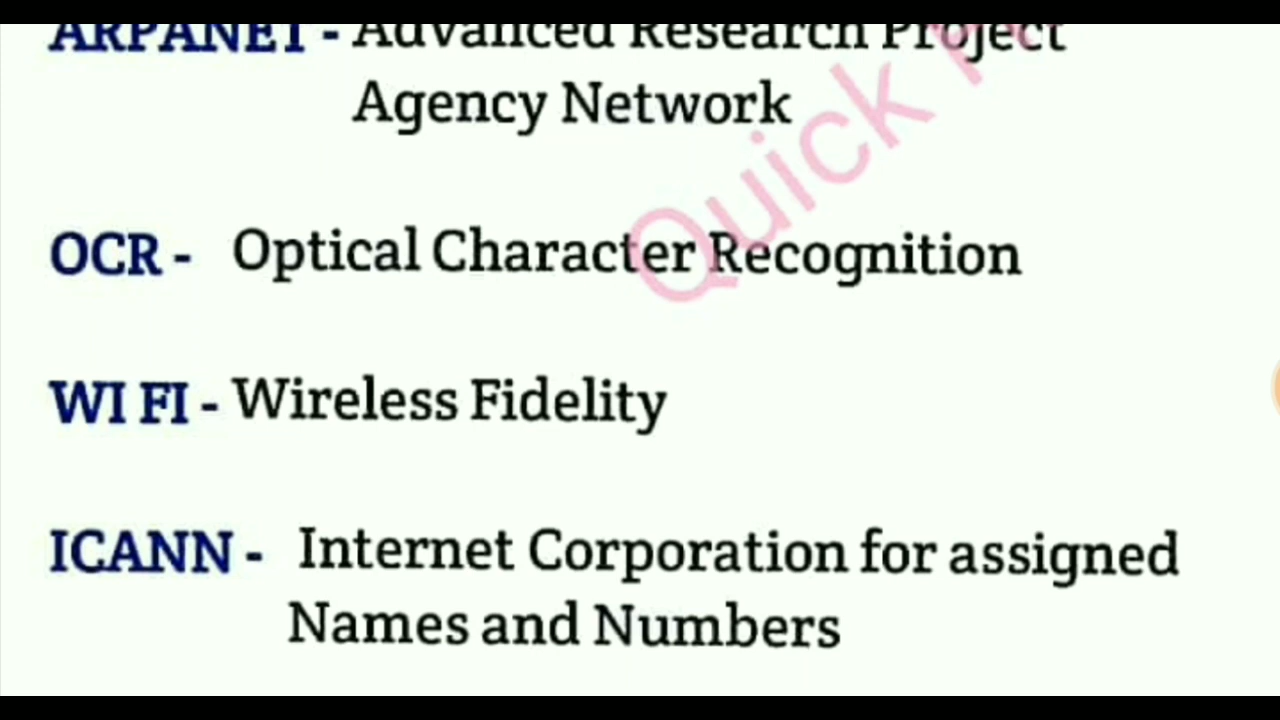 ARPANET - Advanced Research Project
Agency Network
OCR - Optical Character Recognition
WI FI - Wireless Fidelity
ICANN - Internet Corporation for assigned
Names and Numbers
Quick